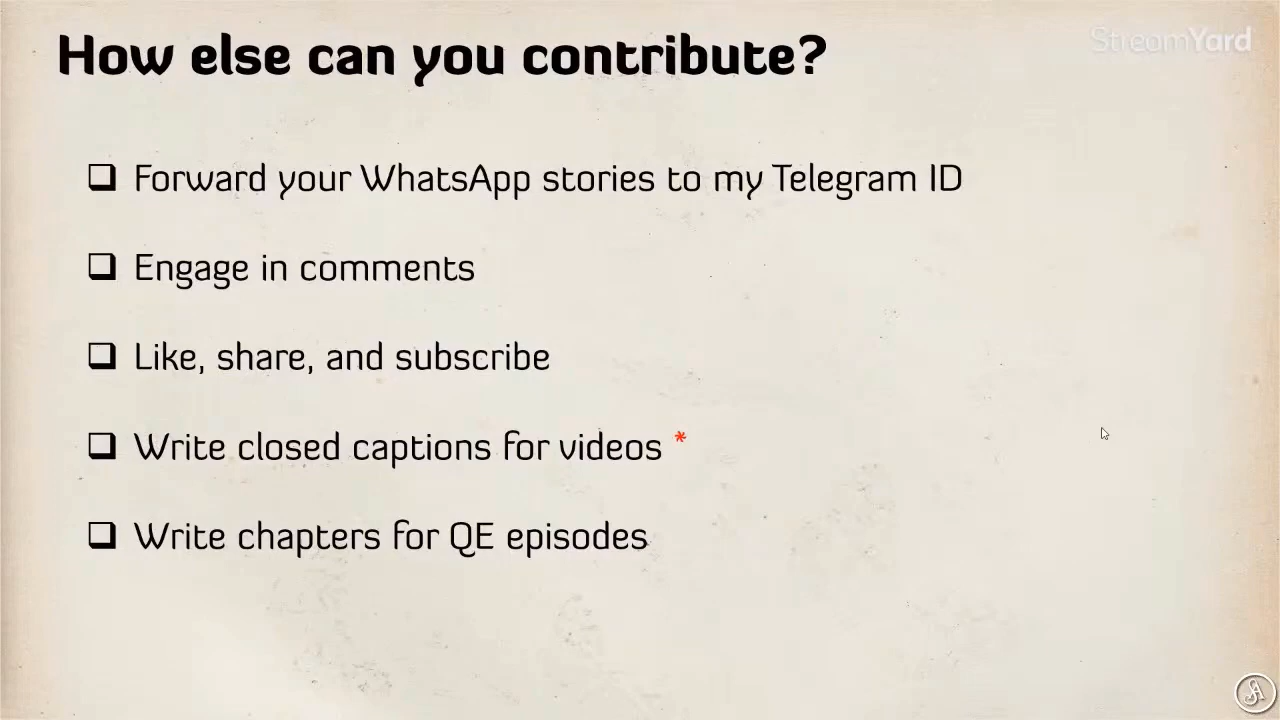 How else can you contribute?
StreamYard
Forward your WhatsApp stories to my Telegram ID
Engage in comments
Like, share, and subscribe
Write closed captions for videos *
Write chapters for QE episodes